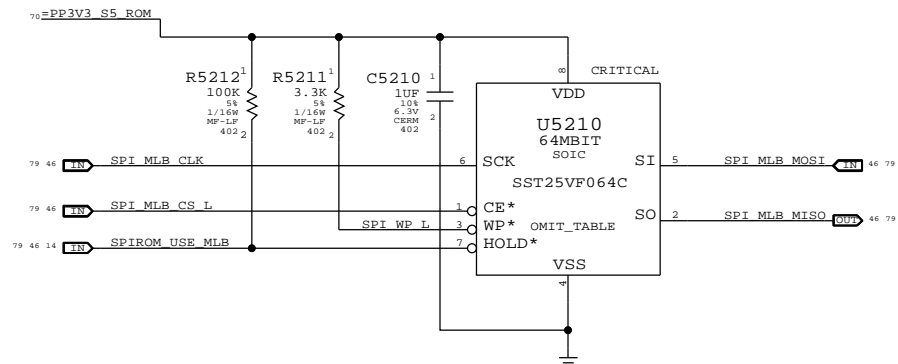 70 =PP3V3_S5_ROM
R5212 1
100K
5%
1/16W
MF-LF
402 2
R5211 1
3.3K
5%
1/16W
MF-LF
402 2
C5210 1
1UF
10%
6.3V
CERM
402
2
8
CRITICAL
VDD
U5210
64MBIT
SOIC
SST25VF064C
OMIT_TABLE
79 46 IN SPI_MLB_CLK 6 SCK
SI 5 SPI_MLB_MOSI IN 46 79
79 46 IN SPI_MLB_CS_L 1 CE*
SO 2 SPI_MLB_MISO OUT 46 79
SPI_WP_L 3 WP*
79 46 14 IN SPIROM_USE_MLB 7 HOLD*
VSS
4